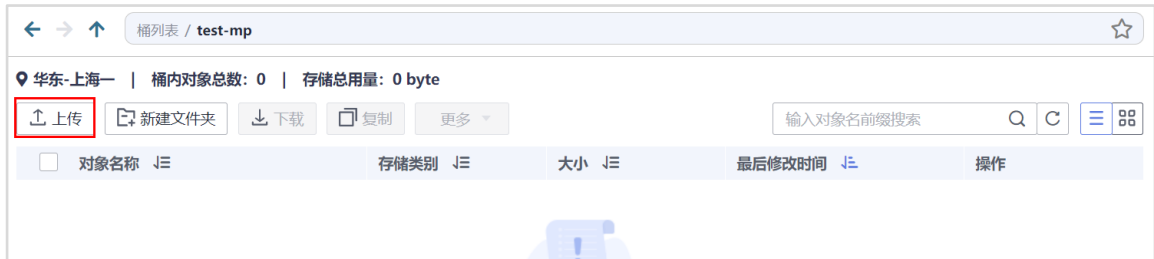 桶列表 / test-mp
华东-上海一 | 桶内对象总数：0 | 存储总用量：0 byte
上传 新建文件夹 下载 复制 更多 输入对象名前缀搜索
对象名称 存储类别 大小 最后修改时间 操作